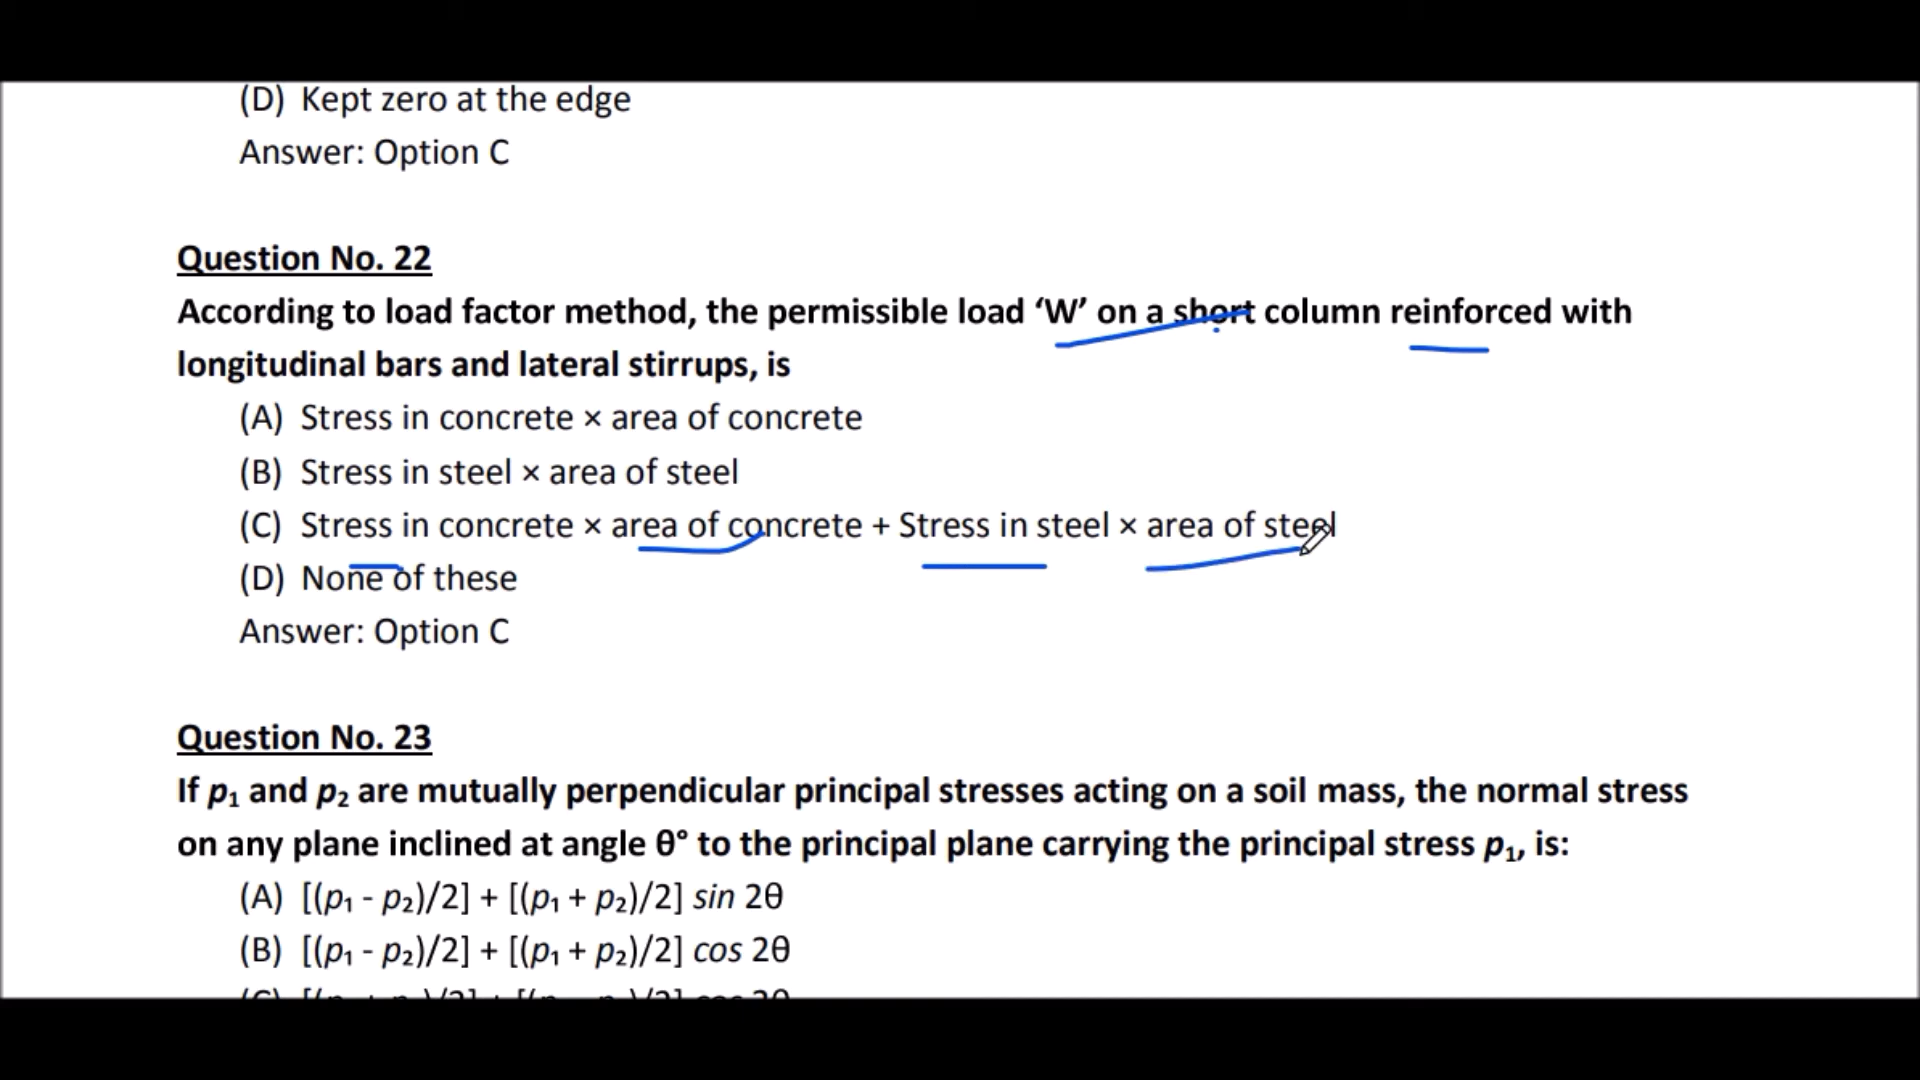 (D) Kept zero at the edge
Answer: Option C
Question No. 22
According to load factor method, the permissible load ‘W’ on a short column reinforced with
longitudinal bars and lateral stirrups, is
(A) Stress in concrete × area of concrete
(B) Stress in steel × area of steel
(C) Stress in concrete × area of concrete + Stress in steel × area of steel
(D) None of these
Answer: Option C
Question No. 23
If p₁ and p₂ are mutually perpendicular principal stresses acting on a soil mass, the normal stress
on any plane inclined at angle θ° to the principal plane carrying the principal stress p₁, is:
(A) [(p₁ - p₂)/2] + [(p₁ + p₂)/2] sin 2θ
(B) [(p₁ - p₂)/2] + [(p₁ + p₂)/2] cos 2θ